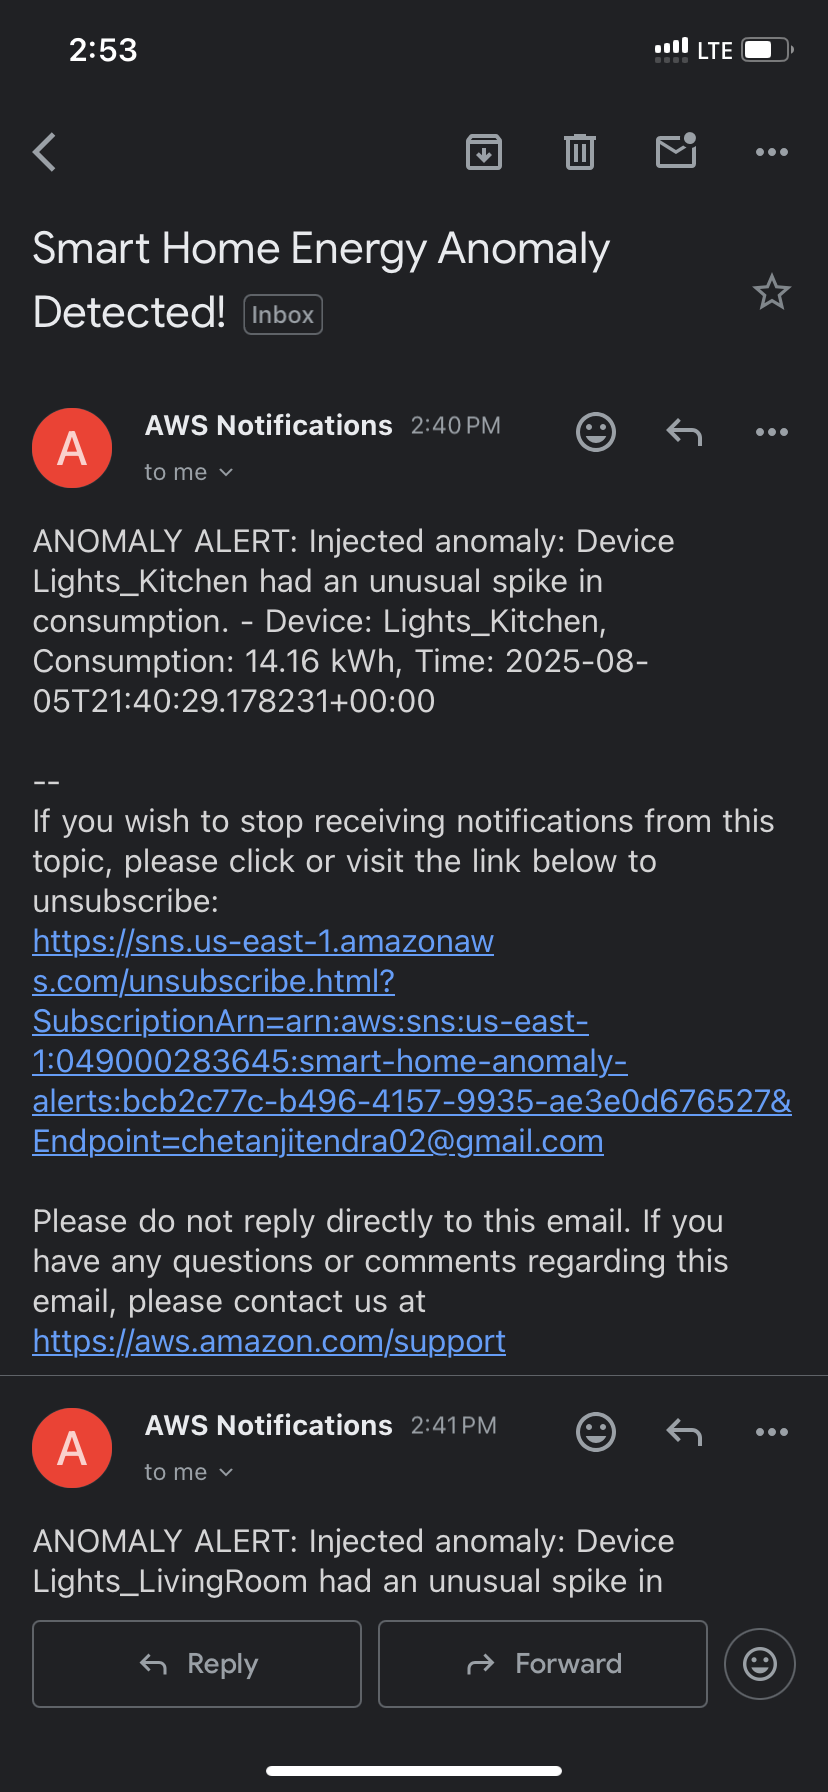 2:53
LTE
Smart Home Energy Anomaly
Detected! Inbox
A
AWS Notifications 2:40 PM
to me
ANOMALY ALERT: Injected anomaly: Device
Lights_Kitchen had an unusual spike in
consumption. - Device: Lights_Kitchen,
Consumption: 14.16 kWh, Time: 2025-08-
05T21:40:29.178231+00:00
--
If you wish to stop receiving notifications from this
topic, please click or visit the link below to
unsubscribe:
https://sns.us-east-1.amazonaw
s.com/unsubscribe.html?
SubscriptionArn=arn:aws:sns:us-east-
1:049000283645:smart-home-anomaly-
alerts:bcb2c77c-b496-4157-9935-ae3e0d676527&
Endpoint=chetanjitendra02@gmail.com
Please do not reply directly to this email. If you
have any questions or comments regarding this
email, please contact us at
https://aws.amazon.com/support
A
AWS Notifications 2:41 PM
to me
ANOMALY ALERT: Injected anomaly: Device
Lights_LivingRoom had an unusual spike in
Reply
Forward